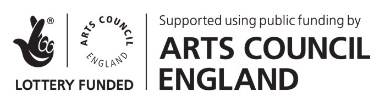 ®
ARTS COUNCIL
ENGLAND
LOTTERY FUNDED
Supported using public funding by
ARTS COUNCIL
ENGLAND